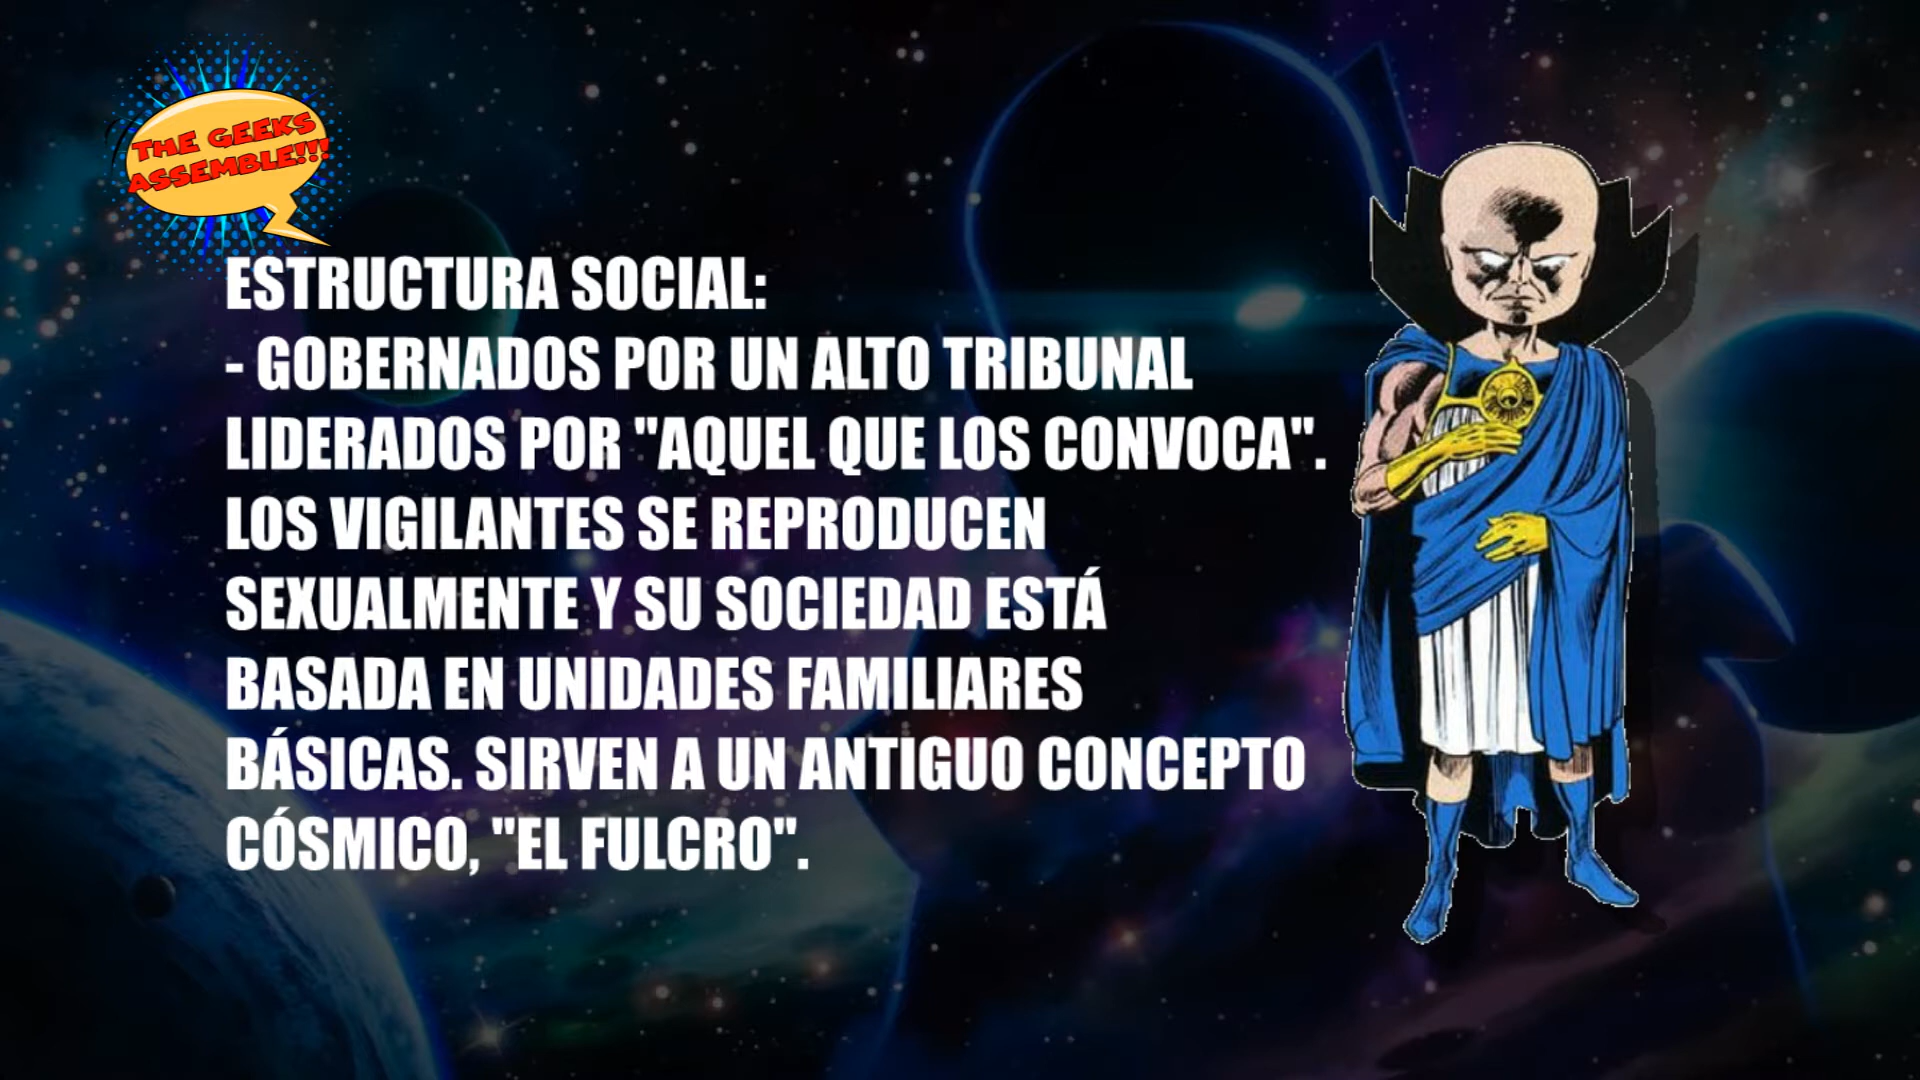 THE GEEKS
ASSEMBLE!!!
ESTRUCTURA SOCIAL:
- GOBERNADOS POR UN ALTO TRIBUNAL
LIDERADOS POR "AQUEL QUE LOS CONVOCA".
LOS VIGILANTES SE REPRODUCEN
SEXUALMENTE Y SU SOCIEDAD ESTÁ
BASADA EN UNIDADES FAMILIARES
BÁSICAS. SIRVEN A UN ANTIGUO CONCEPTO
CÓSMICO, "EL FULCRO".